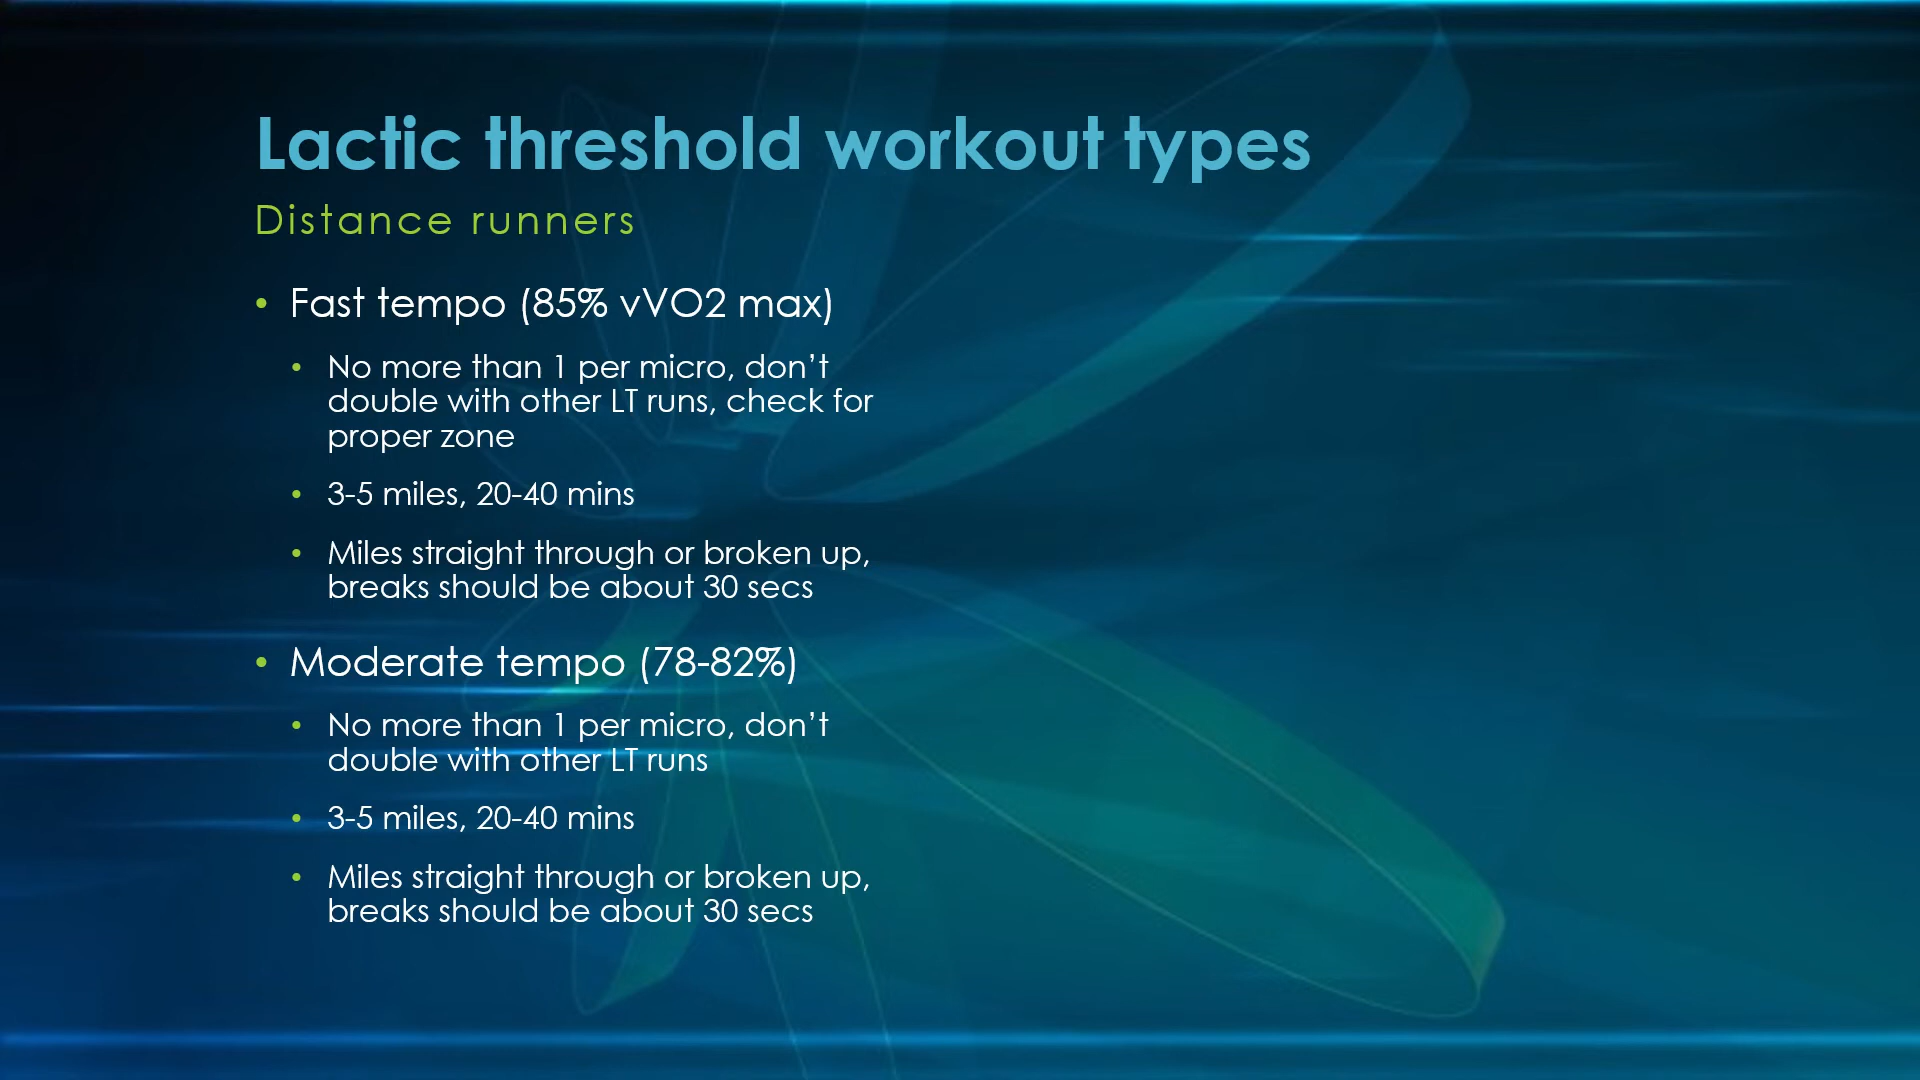 Lactic threshold workout types
Distance runners
• Fast tempo (85% vVO2 max)
• No more than 1 per micro, don’t
double with other LT runs, check for
proper zone
• 3-5 miles, 20-40 mins
• Miles straight through or broken up,
breaks should be about 30 secs
• Moderate tempo (78-82%)
• No more than 1 per micro, don’t
double with other LT runs
• 3-5 miles, 20-40 mins
• Miles straight through or broken up,
breaks should be about 30 secs